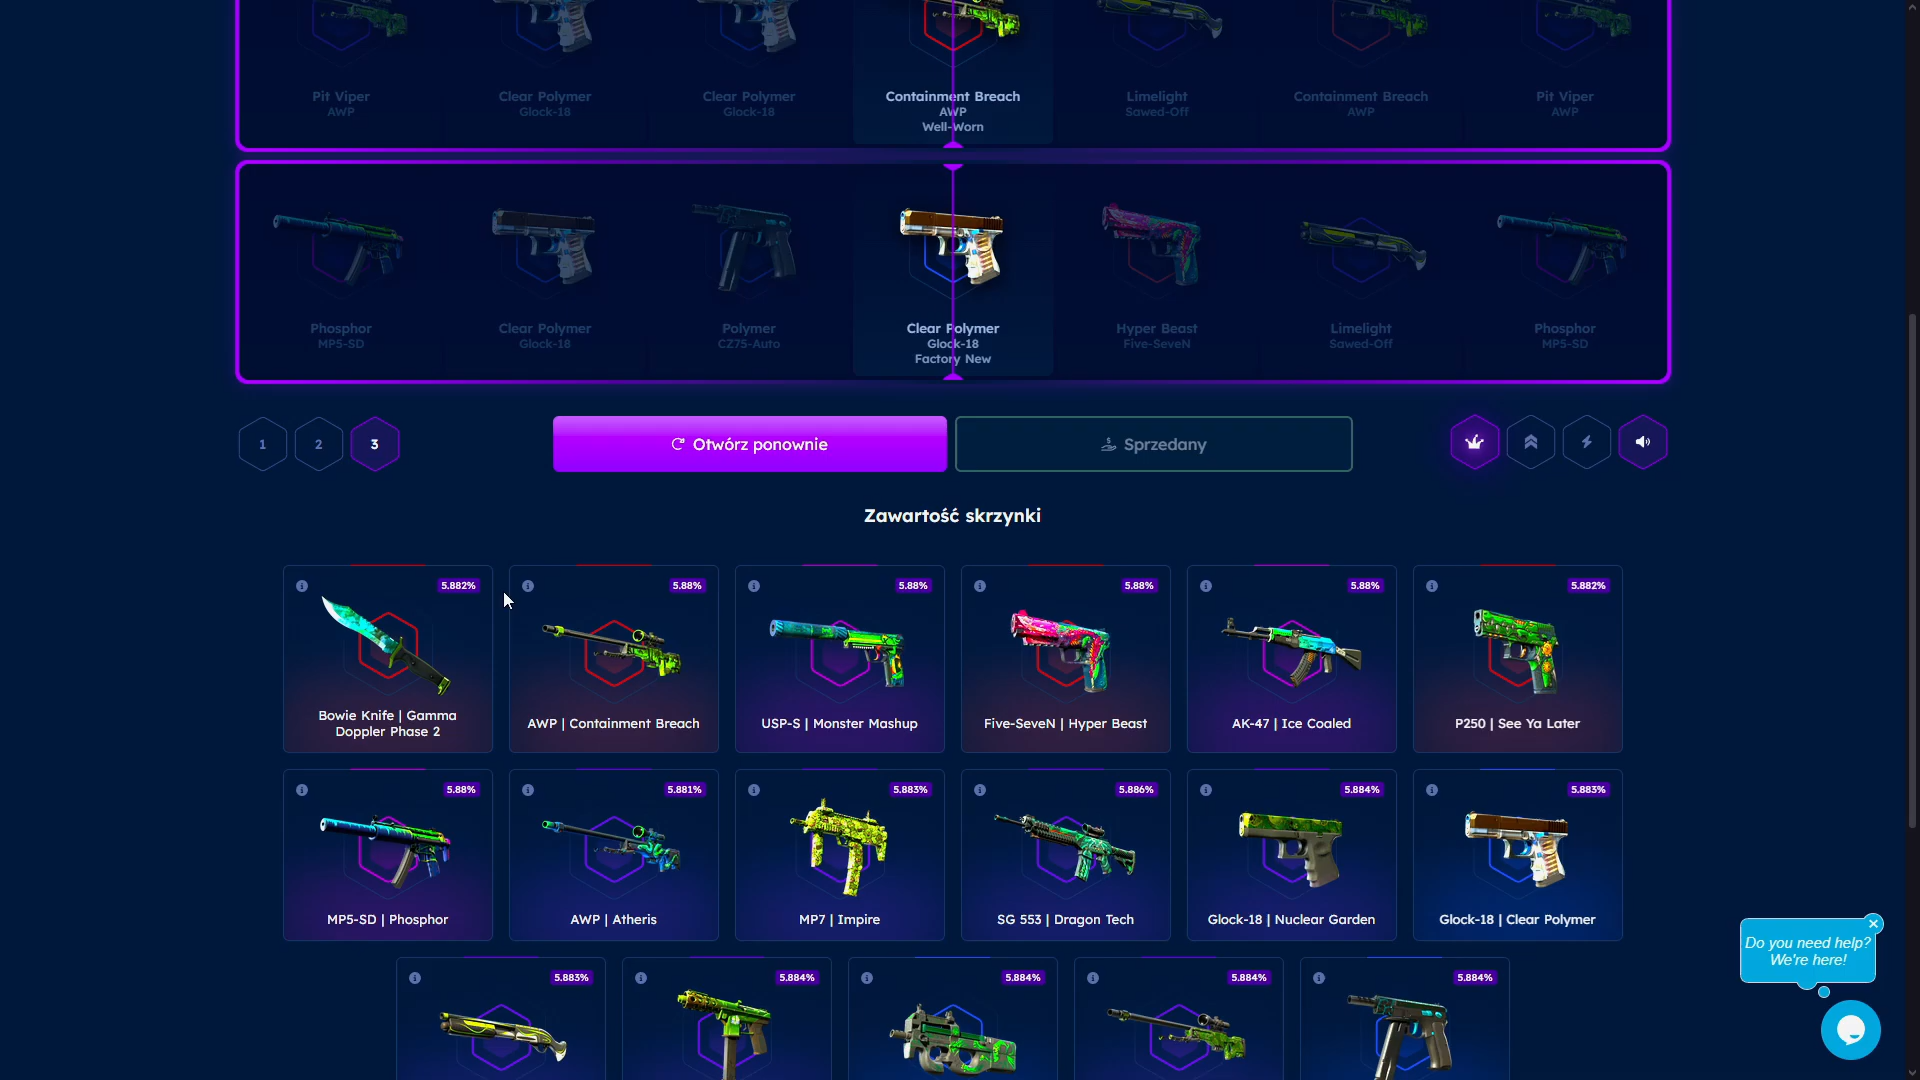 Pit Viper
AWP
Clear Polymer
Glock-18
Clear Polymer
Glock-18
Containment Breach
AWP
Well-Worn
Limelight
Sawed-Off
Containment Breach
AWP
Pit Viper
AWP
Phosphor
MP5-SD
Clear Polymer
Glock-18
Polymer
CZ75-Auto
Clear Polymer
Glock-18
Factory New
Hyper Beast
Five-SeveN
Limelight
Sawed-Off
Phosphor
MP5-SD
1
2
3
Otwórz ponownie
Sprzedany
Zawartość skrzynki
5.882%
Bowie Knife | Gamma
Doppler Phase 2
5.88%
AWP | Containment Breach
5.88%
USP-S | Monster Mashup
5.88%
Five-SeveN | Hyper Beast
5.88%
AK-47 | Ice Coaled
5.882%
P250 | See Ya Later
5.88%
MP5-SD | Phosphor
5.881%
AWP | Atheris
5.883%
MP7 | Impire
5.886%
SG 553 | Dragon Tech
5.884%
Glock-18 | Nuclear Garden
5.883%
Glock-18 | Clear Polymer
5.883%
5.884%
5.884%
5.884%
5.884%
Do you need help?
We're here!